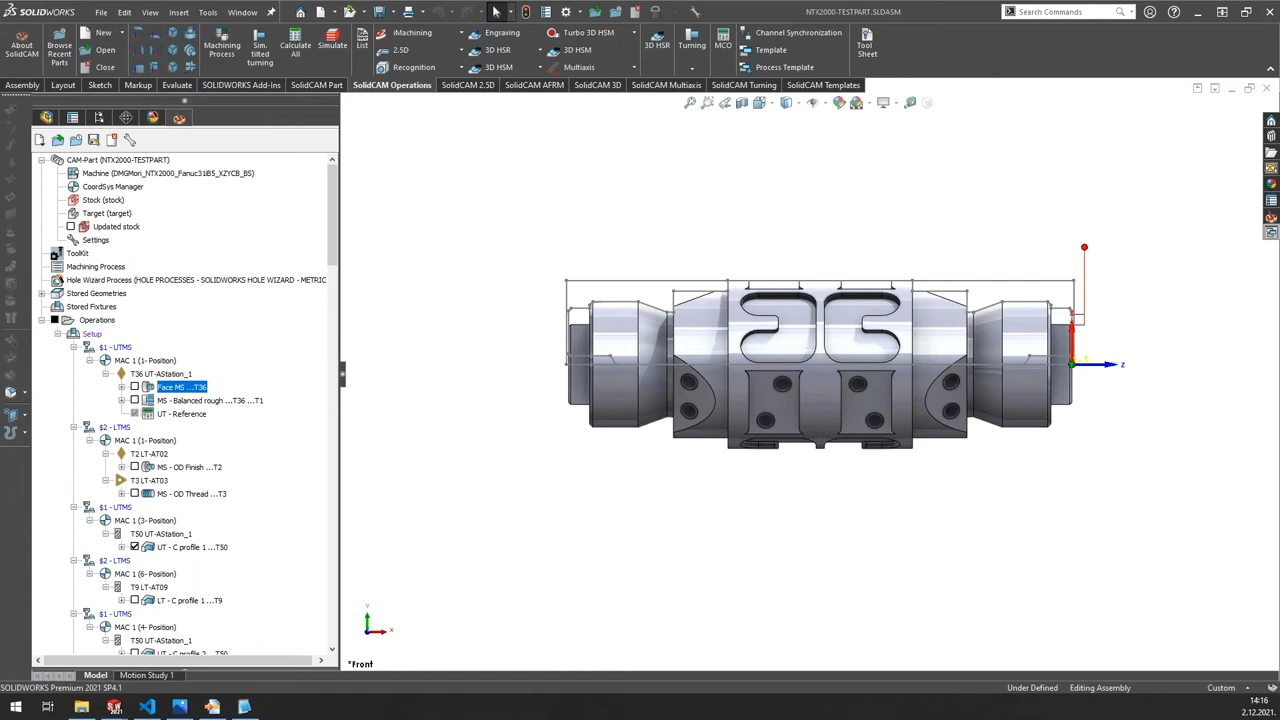 SOLIDWORKS File Edit View Insert Tools Window NTX2000-TESTPART.SLDASM Search Commands
About SolidCAM
Browse Recent Parts
New
Open
Close
Machining Process
Sim. tilted turning
Calculate All
Simulate
List
iMachining
2.5D
Recognition
Engraving
3D HSR
3D HSM
Turbo 3D HSM
3D HSM
Multiaxis
3D HSR
Turning
MCO
Channel Synchronization
Template
Process Template
Tool Sheet
Assembly Layout Sketch Markup Evaluate SOLIDWORKS Add-Ins SolidCAM Part SolidCAM Operations SolidCAM 2.5D SolidCAM AFRM SolidCAM 3D SolidCAM Multiaxis SolidCAM Turning SolidCAM Templates
CAM-Part (NTX2000-TESTPART)
Machine (DMGMori_NTX2000_Fanuc31iB5_XZYCB_BS)
CoordSys Manager
Stock (stock)
Target (target)
Updated stock
Settings
ToolKit
Machining Process
Hole Wizard Process (HOLE PROCESSES - SOLIDWORKS HOLE WIZARD - METRIC
Stored Geometries
Stored Fixtures
Operations
Setup
$1 - UTMS
MAC 1 (1- Position)
T36 UT-AStation_1
Face MS ...T36
MS - Balanced rough ...T36 ...T1
UT - Reference
$2 - LTMS
MAC 1 (1- Position)
T2 LT-AT02
MS - OD Finish ...T2
T3 LT-AT03
MS - OD Thread ...T3
$1 - UTMS
MAC 1 (3- Position)
T50 UT-AStation_1
UT - C profile 1 ...T50
$2 - LTMS
MAC 1 (6- Position)
T9 LT-AT09
LT - C profile 1 ...T9
$1 - UTMS
MAC 1 (4- Position)
T50 UT-AStation_1
UT - C profile 2 ...T50
Z
Y
X
*Front
Model Motion Study 1
SOLIDWORKS Premium 2021 SP4.1 Under Defined Editing Assembly Custom
14:16
2.12.2021.